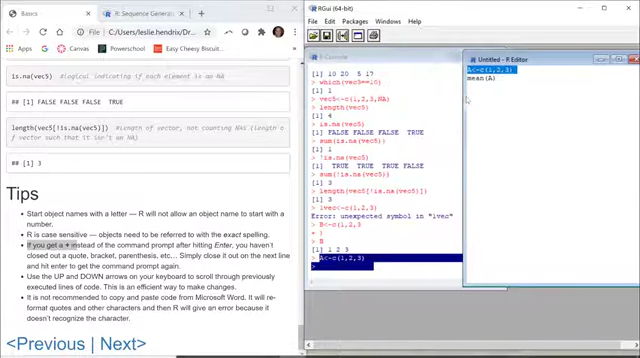 Basics
R: Sequence Generati
C:/Users/leslie.hendrix/Dr
Apps
Canvas
Powerschool
Easy Cheesy Biscuit...
is.na(vec5) #logical indicating if each element is an NA
## [1] FALSE FALSE FALSE TRUE
length(vec5[!is.na(vec5)]) #Length of vector, not counting NAs (length o
f vector such that it isn't an NA)
## [1] 3
Tips
• Start object names with a letter -- R will not allow an object name to start with a
number.
• R is case sensitive -- objects need to be referred to with the exact spelling.
• If you get a + instead of the command prompt after hitting Enter, you haven't
closed out a quote, bracket, parenthesis, etc... Simply close it out on the next line
and hit enter to get the command prompt again.
• Use the UP and DOWN arrows on your keyboard to scroll through previously
executed lines of code. This is an efficient way to make changes.
• It is not recommended to copy and paste code from Microsoft Word. It will re-
format quotes and other characters and then R will give an error because it
doesn't recognize the character.
<Previous | Next>
RGui (64-bit)
File Edit Packages Windows Help
R Console
[1] 10 20 5 17
> which(vec3==10)
[1] 1
> vec5<-c(1,2,3,NA)
> length(vec5)
[1] 4
> is.na(vec5)
[1] FALSE FALSE FALSE TRUE
> sum(is.na(vec5))
[1] 1
> !is.na(vec5)
[1] TRUE TRUE TRUE FALSE
> sum(!is.na(vec5))
[1] 3
> length(vec5[!is.na(vec5)])
[1] 3
> 1vec<-c(1,2,3)
Error: unexpected symbol in "1vec"
> B<-c(1,2,3
+ )
> B
[1] 1 2 3
> A<-c(1,2,3)
>
Untitled - R Editor
A<-c(1,2,3)
mean(A)